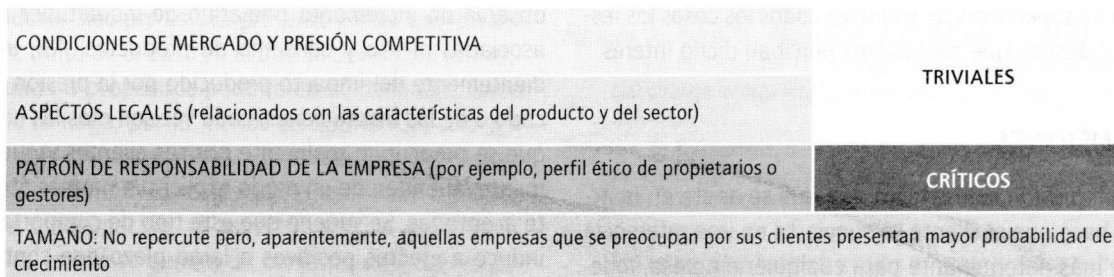 CONDICIONES DE MERCADO Y PRESIÓN COMPETITIVA
TRIVIALES
ASPECTOS LEGALES (relacionados con las características del producto y del sector)
PATRÓN DE RESPONSABILIDAD DE LA EMPRESA (por ejemplo, perfil ético de propietarios o
gestores)
CRÍTICOS
TAMAÑO: No repercute pero, aparentemente, aquellas empresas que se preocupan por sus clientes presentan mayor probabilidad de
crecimiento